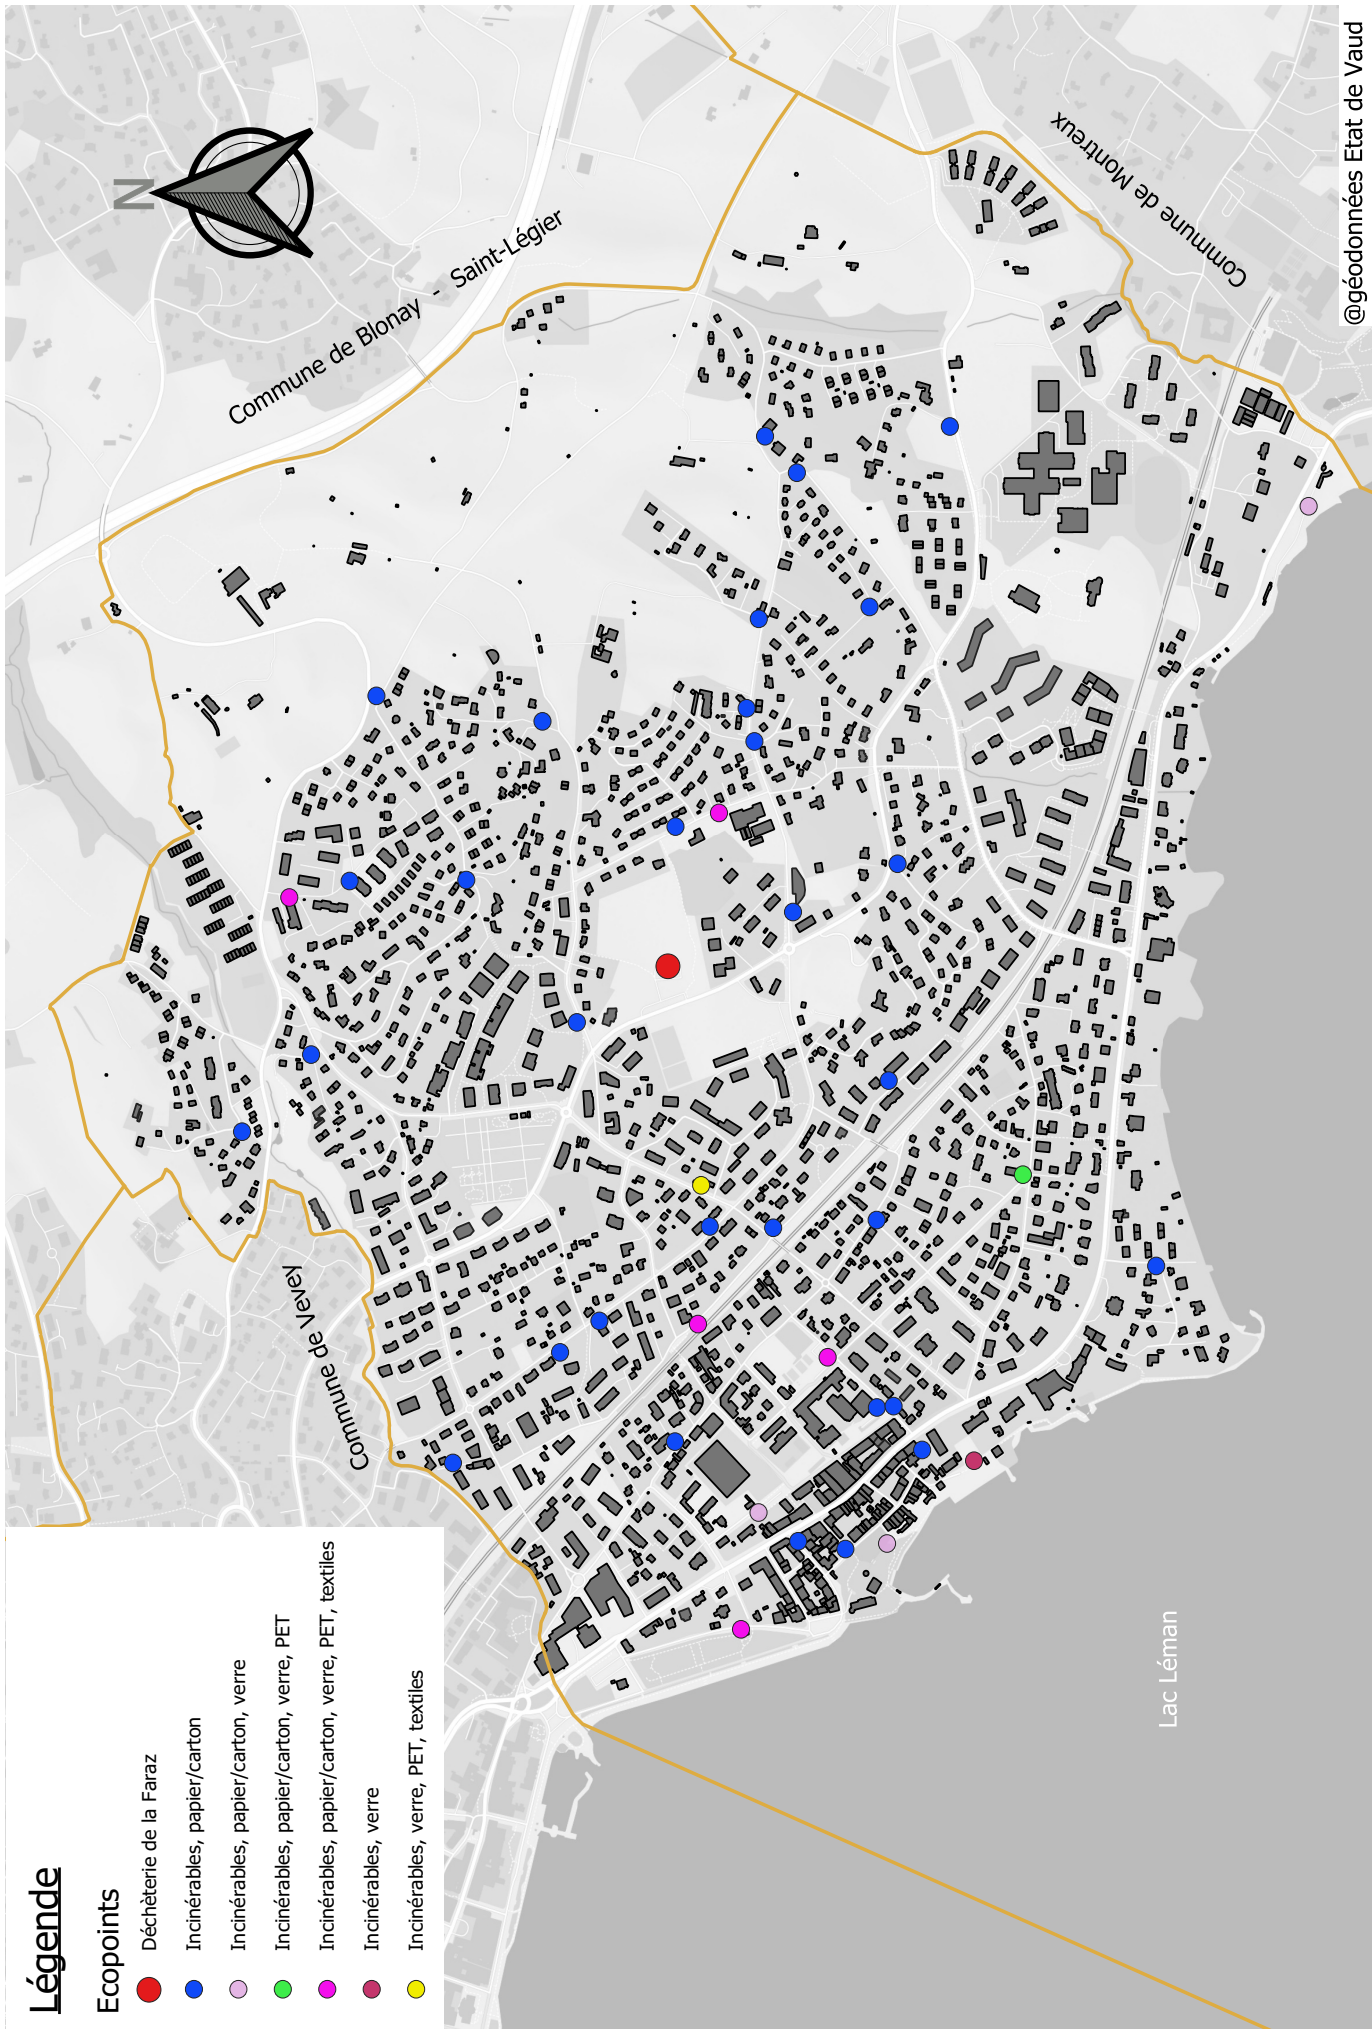 Légende
Ecopoints
Déchèterie de la Faraz
Incinérables, papier/carton
Incinérables, papier/carton, verre
Incinérables, papier/carton, verre, PET
Incinérables, papier/carton, verre, PET, textiles
Incinérables, verre
Incinérables, verre, PET, textiles
N
Commune de Blonay - Saint-Légier
Commune de Vevey
Commune de Montreux
Lac Léman
@géodonnées Etat de Vaud